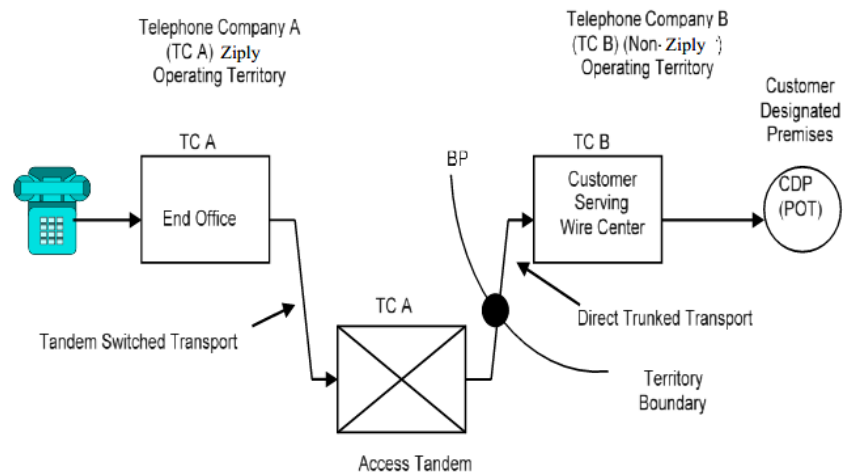 Telephone Company A
(TC A) Ziply
Operating Territory
Telephone Company B
(TC B) (Non-Ziply )
Operating Territory
Customer
Designated
Premises
TC A
End Office
BP
TC B
Customer
Serving
Wire Center
CDP
(POT)
Tandem Switched Transport
TC A
Direct Trunked Transport
Territory
Boundary
Access Tandem